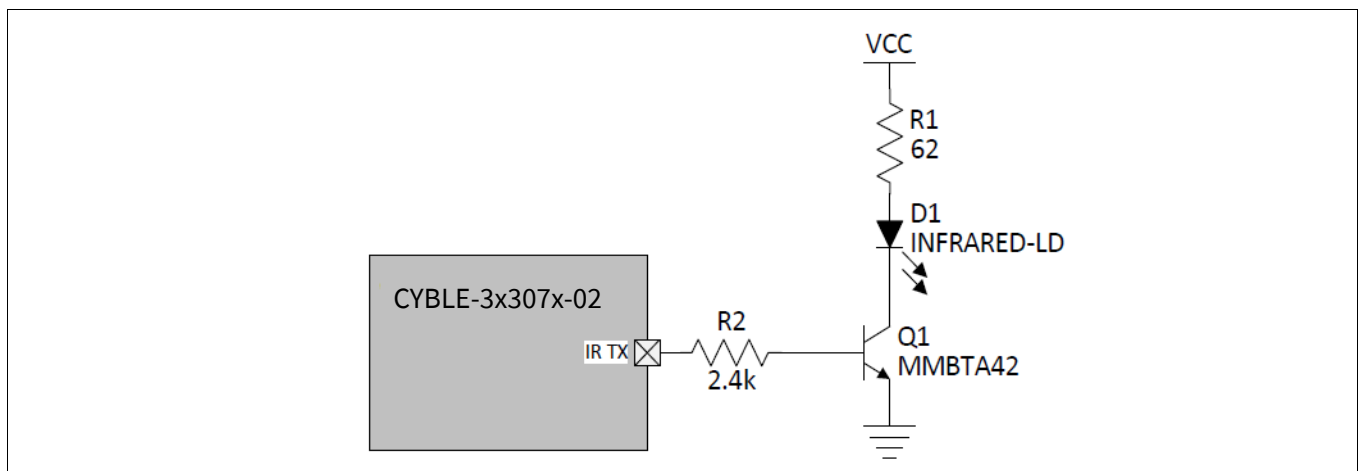 VCC
R1
62
D1
INFRARED-LD
CYBLE-3x307x-02
IR TX
R2
2.4k
Q1
MMBTA42